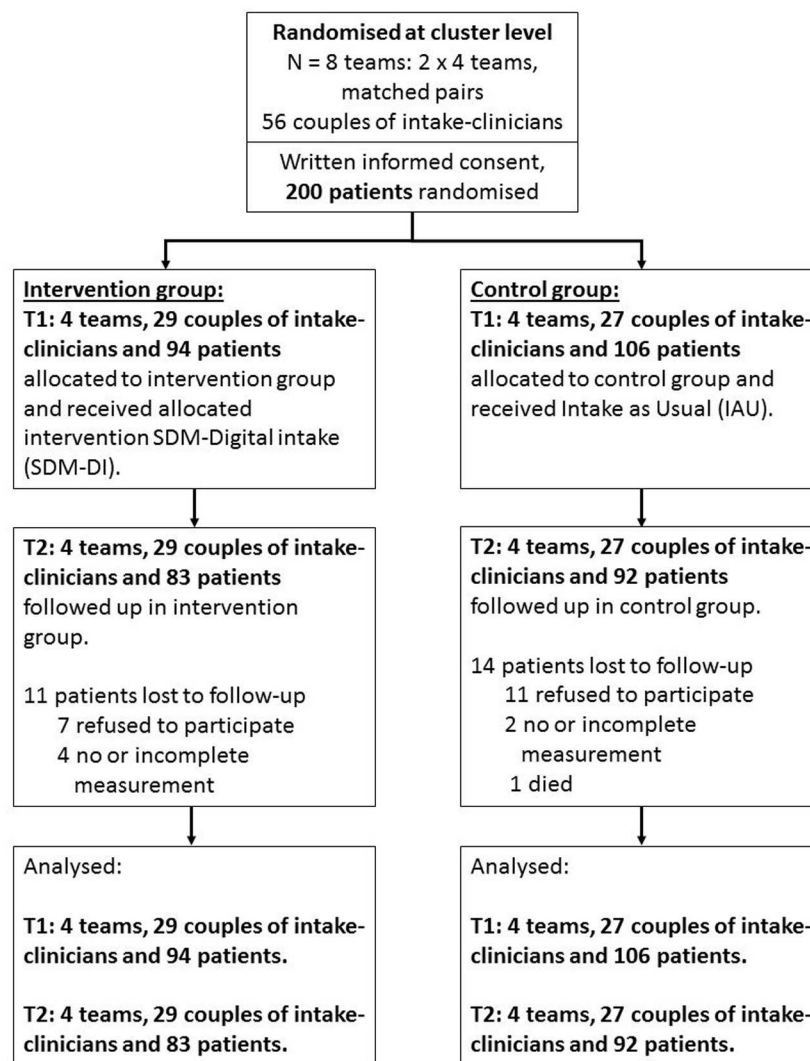 Randomised at cluster level
N = 8 teams: 2 x 4 teams,
matched pairs
56 couples of intake-clinicians
Written informed consent,
200 patients randomised
Intervention group:
T1: 4 teams, 29 couples of intake-
clinicians and 94 patients
allocated to intervention group
and received allocated
intervention SDM-Digital intake
(SDM-DI).
Control group:
T1: 4 teams, 27 couples of intake-
clinicians and 106 patients
allocated to control group and
received Intake as Usual (IAU).
T2: 4 teams, 29 couples of intake-
clinicians and 83 patients
followed up in intervention
group.
11 patients lost to follow-up
7 refused to participate
4 no or incomplete
measurement
T2: 4 teams, 27 couples of intake-
clinicians and 92 patients
followed up in control group.
14 patients lost to follow-up
11 refused to participate
2 no or incomplete
measurement
1 died
Analysed:
T1: 4 teams, 29 couples of intake-
clinicians and 94 patients.
T2: 4 teams, 29 couples of intake-
clinicians and 83 patients.
Analysed:
T1: 4 teams, 27 couples of intake-
clinicians and 106 patients.
T2: 4 teams, 27 couples of intake-
clinicians and 92 patients.